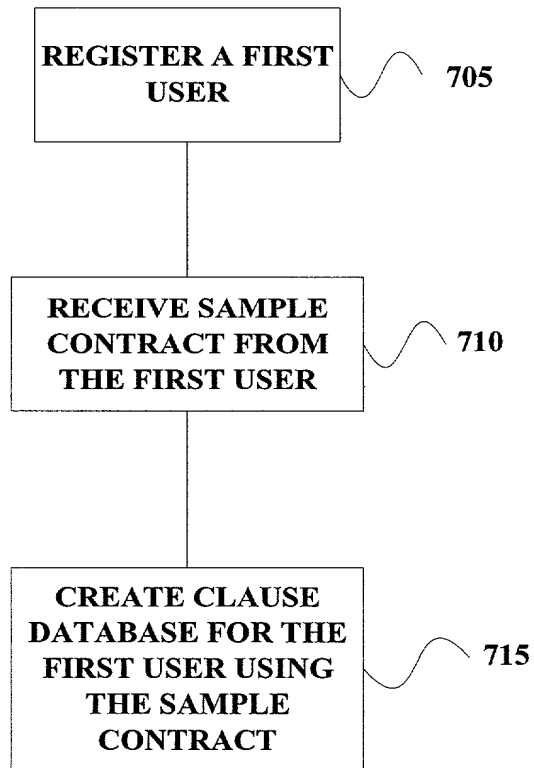 REGISTER A FIRST
USER
705
RECEIVE SAMPLE
CONTRACT FROM
THE FIRST USER
710
CREATE CLAUSE
DATABASE FOR THE
FIRST USER USING
THE SAMPLE
CONTRACT
715